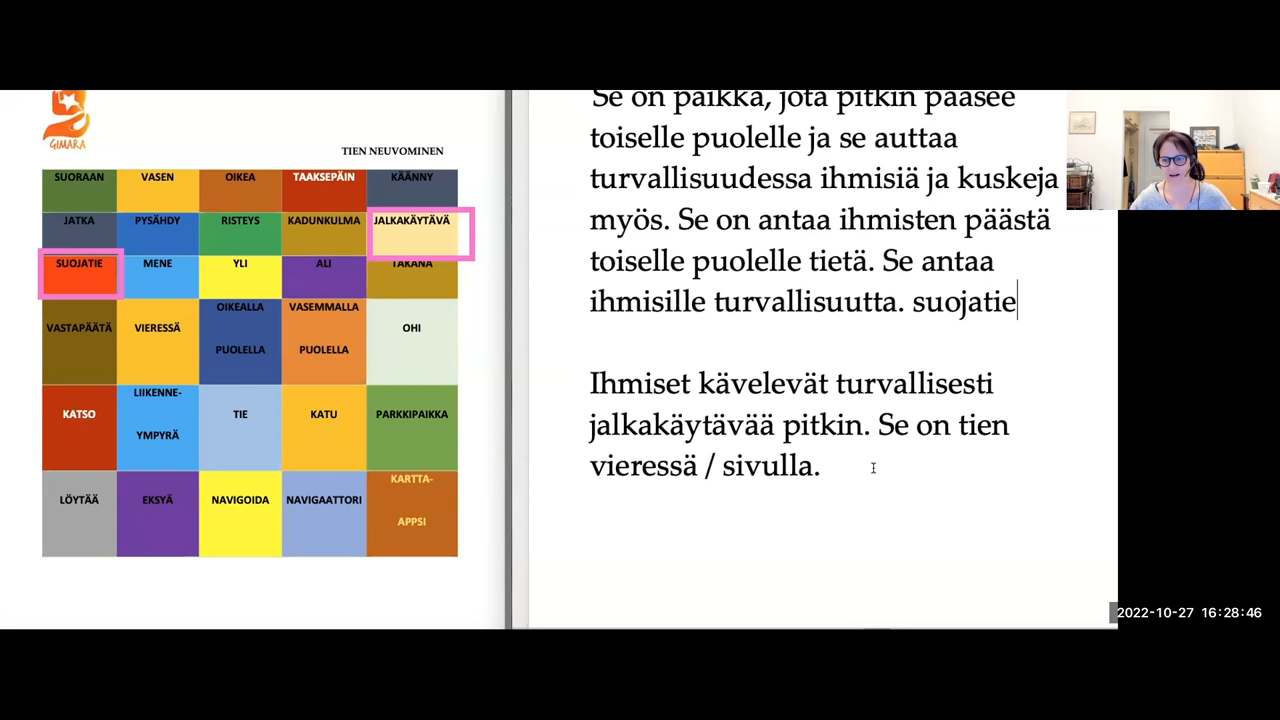 GIMARA
TIEN NEUVOMINEN
SUORAAN VASEN OIKEA TAAKSEPÄIN KÄÄNNY
JATKA PYSÄHDY RISTEYS KADUNKULMA JALKAKÄYTÄVÄ
SUOJATIE MENE YLI ALI TAKANA
VASTAPÄÄTÄ VIERESSÄ OIKEALLA PUOLELLA VASEMMALLA PUOLELLA OHI
KATSO LIIKENNE-YMPYRÄ TIE KATU PARKKIPAIKKA
LÖYTÄÄ EKSYÄ NAVIGOIDA NAVIGAATTORI KARTTA-APPSI
Se on paikka, jota pitkin pääsee
toiselle puolelle ja se auttaa
turvallisuudessa ihmisiä ja kuskeja
myös. Se on antaa ihmisten päästä
toiselle puolelle tietä. Se antaa
ihmisille turvallisuutta. suojatie
Ihmiset kävelevät turvallisesti
jalkakäytävää pitkin. Se on tien
vieressä / sivulla.
2022-10-27 16:28:46